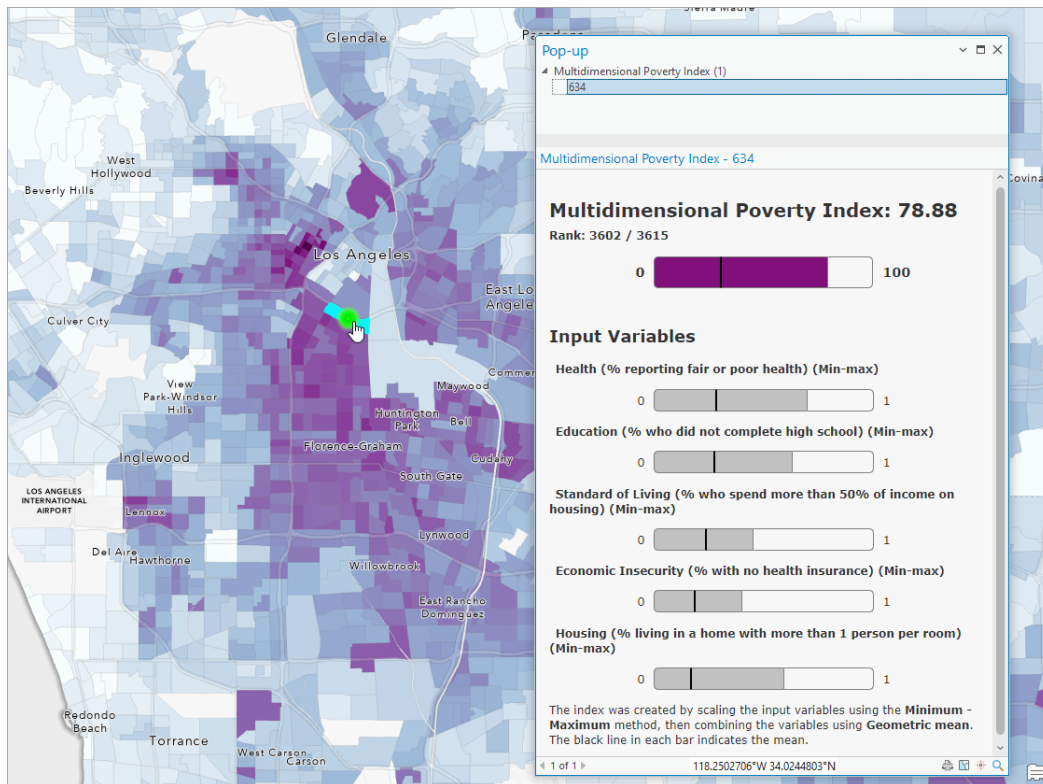 Glendale
West
Hollywood
Beverly Hills
Los Angeles
Culver City
View
Park-Windsor
Hills
Maywood
Huntington
Park
Bell
Florence-Graham
Cudahy
Inglewood
South Gate
LOS ANGELES
INTERNATIONAL
AIRPORT
Lennox
Lynwood
Del Aire
Hawthorne
Willowbrook
East Rancho
Dominguez
Redondo
Beach
Torrance
West Carson
Carson
Pop-up
Multidimensional Poverty Index (1)
634
Multidimensional Poverty Index - 634
Multidimensional Poverty Index: 78.88
Rank: 3602 / 3615
0 100
Input Variables
Health (% reporting fair or poor health) (Min-max)
0 1
Education (% who did not complete high school) (Min-max)
0 1
Standard of Living (% who spend more than 50% of income on
housing) (Min-max)
0 1
Economic Insecurity (% with no health insurance) (Min-max)
0 1
Housing (% living in a home with more than 1 person per room)
(Min-max)
0 1
The index was created by scaling the input variables using the Minimum -
Maximum method, then combining the variables using Geometric mean.
The black line in each bar indicates the mean.
1 of 1
118.2502706°W 34.0244803°N
Covina